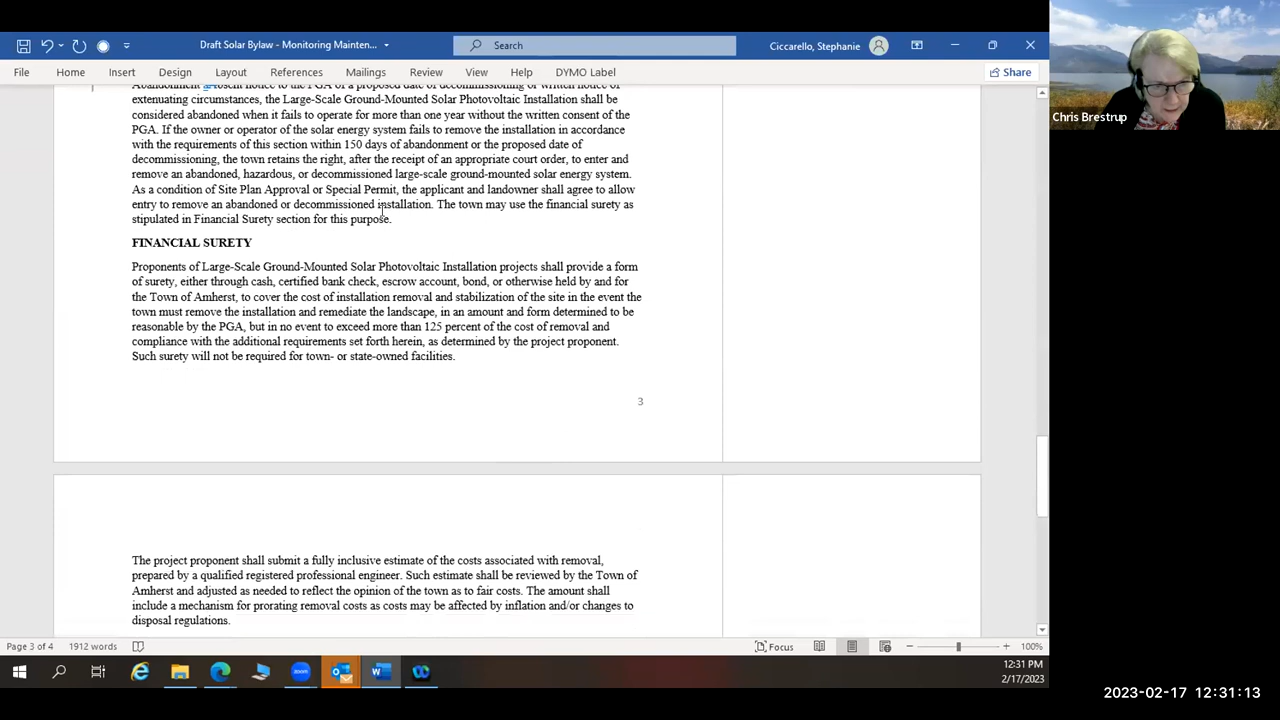 Draft Solar Bylaw - Monitoring Mainten...
Search
Ciccarello, Stephanie
File Home Insert Design Layout References Mailings Review View Help DYMO Label
Share
Chris Brestrup
Abandonment aAbsent notice to the PGA of a proposed date of decommissioning or written notice of
extenuating circumstances, the Large-Scale Ground-Mounted Solar Photovoltaic Installation shall be
considered abandoned when it fails to operate for more than one year without the written consent of the
PGA. If the owner or operator of the solar energy system fails to remove the installation in accordance
with the requirements of this section within 150 days of abandonment or the proposed date of
decommissioning, the town retains the right, after the receipt of an appropriate court order, to enter and
remove an abandoned, hazardous, or decommissioned large-scale ground-mounted solar energy system.
As a condition of Site Plan Approval or Special Permit, the applicant and landowner shall agree to allow
entry to remove an abandoned or decommissioned installation. The town may use the financial surety as
stipulated in Financial Surety section for this purpose.
FINANCIAL SURETY
Proponents of Large-Scale Ground-Mounted Solar Photovoltaic Installation projects shall provide a form
of surety, either through cash, certified bank check, escrow account, bond, or otherwise held by and for
the Town of Amherst, to cover the cost of installation removal and stabilization of the site in the event the
town must remove the installation and remediate the landscape, in an amount and form determined to be
reasonable by the PGA, but in no event to exceed more than 125 percent of the cost of removal and
compliance with the additional requirements set forth herein, as determined by the project proponent.
Such surety will not be required for town- or state-owned facilities.
3
The project proponent shall submit a fully inclusive estimate of the costs associated with removal,
prepared by a qualified registered professional engineer. Such estimate shall be reviewed by the Town of
Amherst and adjusted as needed to reflect the opinion of the town as to fair costs. The amount shall
include a mechanism for prorating removal costs as costs may be affected by inflation and/or changes to
disposal regulations.
Page 3 of 4 1912 words
Focus
100%
12:31 PM
2/17/2023
2023-02-17 12:31:13